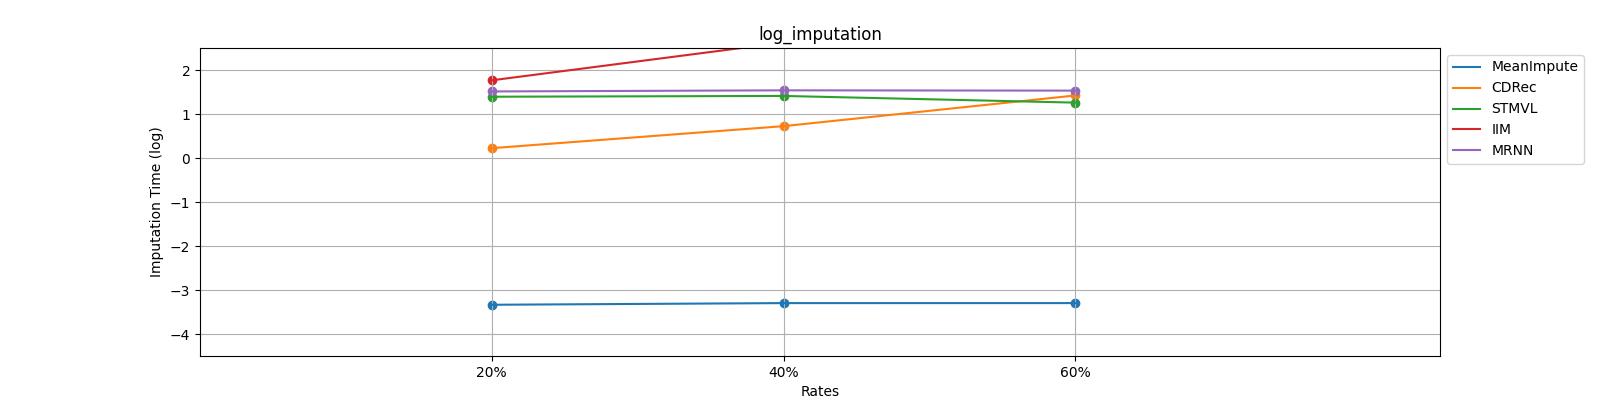 log_imputation
2
1
0
−1
−2
−3
−4
Imputation Time (log)
20%
40%
60%
Rates
MeanImpute
CDRec
STMVL
IIM
MRNN